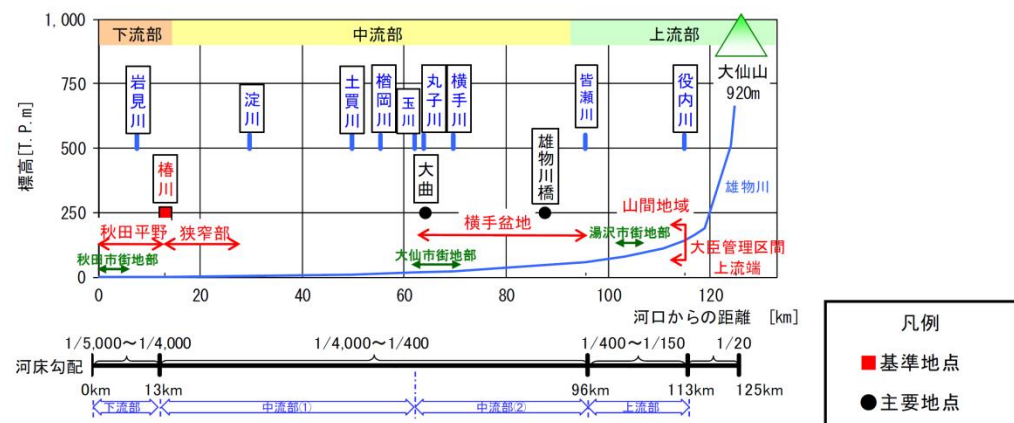 標高[T.P.m]
1,000
750
500
250
0
下流部
中流部
上流部
大仙山
920m
岩見川
淀川
土買川
楢岡川
玉川
丸子川
横手川
皆瀬川
役内川
椿川
大曲
雄物川橋
雄物川
秋田平野
狭窄部
横手盆地
山間地域
秋田市街地部
大仙市街地部
湯沢市街地部
大臣管理区間
上流端
0
20
40
60
80
100
120
河口からの距離 [km]
河床勾配
1/5,000～1/4,000
1/4,000～1/400
1/400～1/150
1/20
0km
13km
96km
113km
125km
下流部
中流部①
中流部②
上流部
凡例
基準地点
主要地点